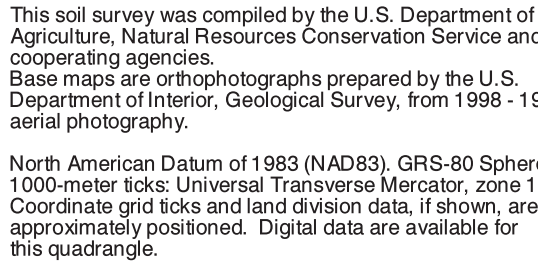 This soil survey was compiled by the U.S. Department of
Agriculture, Natural Resources Conservation Service and
cooperating agencies.
Base maps are orthophotographs prepared by the U.S.
Department of Interior, Geological Survey, from 1998 - 19
aerial photography.

North American Datum of 1983 (NAD83). GRS-80 Sphero
1000-meter ticks: Universal Transverse Mercator, zone 1
Coordinate grid ticks and land division data, if shown, are
approximately positioned.  Digital data are available for
this quadrangle.